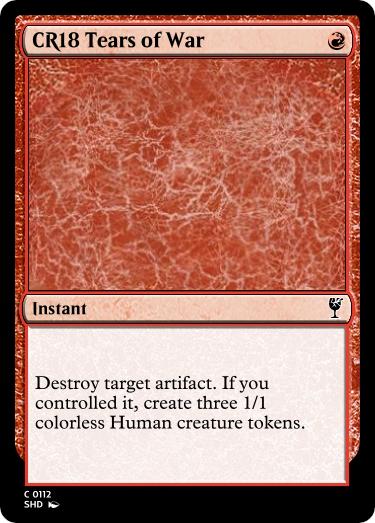 CR18 Tears of War
Instant
Destroy target artifact. If you
controlled it, create three 1/1
colorless Human creature tokens.
C 0112
SHD